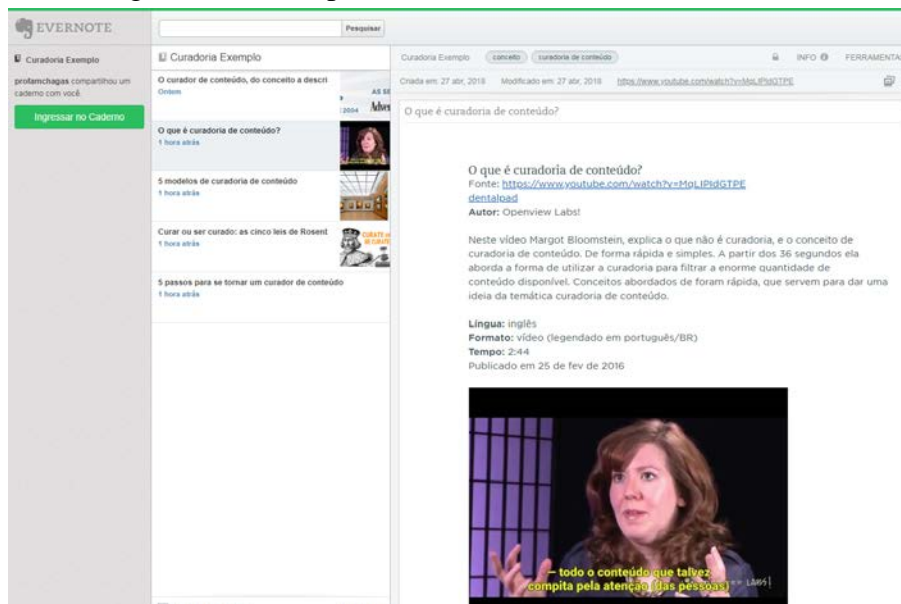 EVERNOTE
Pesquisar
Curadoria Exemplo
profamchagas compartilhou um
caderno com você.
Ingressar no Caderno
Curadoria Exemplo
O curador de conteúdo, do conceito a descri
Ontem
AS SE
2004 Adver
O que é curadoria de conteúdo?
1 hora atrás
5 modelos de curadoria de conteúdo
1 hora atrás
Curar ou ser curado: as cinco leis de Rosent
1 hora atrás
CURATE
5 passos para se tornar um curador de conteúdo
1 hora atrás
Curadoria Exemplo conceito curadoria de conteúdo INFO FERRAMENTA
Criada em: 27 abr, 2018 Modificado em: 27 abr, 2018 https://www.youtube.com/watch?v=MqLIPIdGTPE
O que é curadoria de conteúdo?
O que é curadoria de conteúdo?
Fonte: https://www.youtube.com/watch?v=MqLIPIdGTPE
dentalpad
Autor: Openview Labs!
Neste vídeo Margot Bloomstein, explica o que não é curadoria, e o conceito de
curadoria de conteúdo. De forma rápida e simples. A partir dos 36 segundos ela
aborda a forma de utilizar a curadoria para filtrar a enorme quantidade de
conteúdo disponível. Conceitos abordados de foram rápida, que servem para dar uma
ideia da temática curadoria de conteúdo.
Língua: inglês
Formato: vídeo (legendado em português/BR)
Tempo: 2:44
Publicado em 25 de fev de 2016
– todo o conteúdo que talvez
compita pela atenção (das pessoas)
LABS